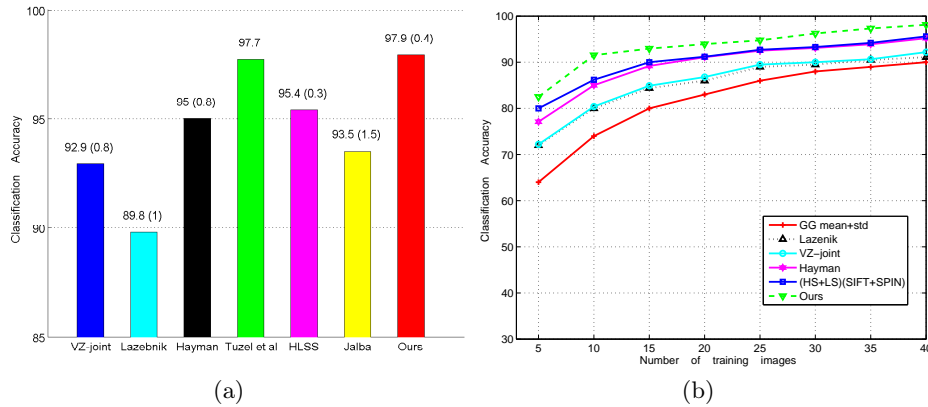 100
95
90
85
Classification Accuracy
92.9 (0.8)
89.8 (1)
95 (0.8)
97.7
95.4 (0.3)
93.5 (1.5)
97.9 (0.4)
VZ-joint Lazebnik Hayman Tuzel et al HLSS Jalba Ours
(a)
100
90
80
70
60
50
40
30
Classification Accuracy
GG mean+std
Lazenik
VZ-joint
Hayman
(HS+LS)(SIFT+SPIN)
Ours
5 10 15 20 25 30 35 40
Number of training images
(b)